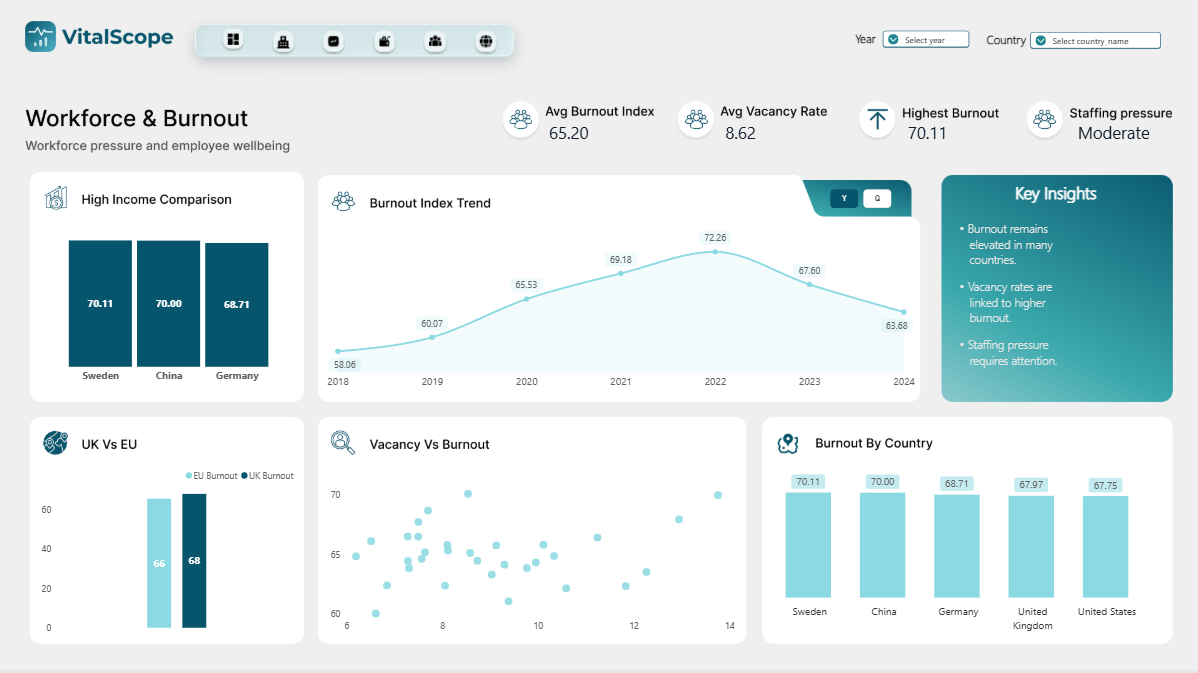 VitalScope
Year
Select year
Country
Select country_name
Workforce & Burnout
Workforce pressure and employee wellbeing
Avg Burnout Index
65.20
Avg Vacancy Rate
8.62
Highest Burnout
70.11
Staffing pressure
Moderate
High Income Comparison
70.11
70.00
68.71
Sweden
China
Germany
Burnout Index Trend
Y
Q
58.06
60.07
65.53
69.18
72.26
67.60
63.68
2018
2019
2020
2021
2022
2023
2024
Key Insights
• Burnout remains
elevated in many
countries.
• Vacancy rates are
linked to higher
burnout.
• Staffing pressure
requires attention.
UK Vs EU
EU Burnout
UK Burnout
60
40
20
0
66
68
Vacancy Vs Burnout
70
65
60
6
8
10
12
14
Burnout By Country
70.11
70.00
68.71
67.97
67.75
Sweden
China
Germany
United
Kingdom
United States